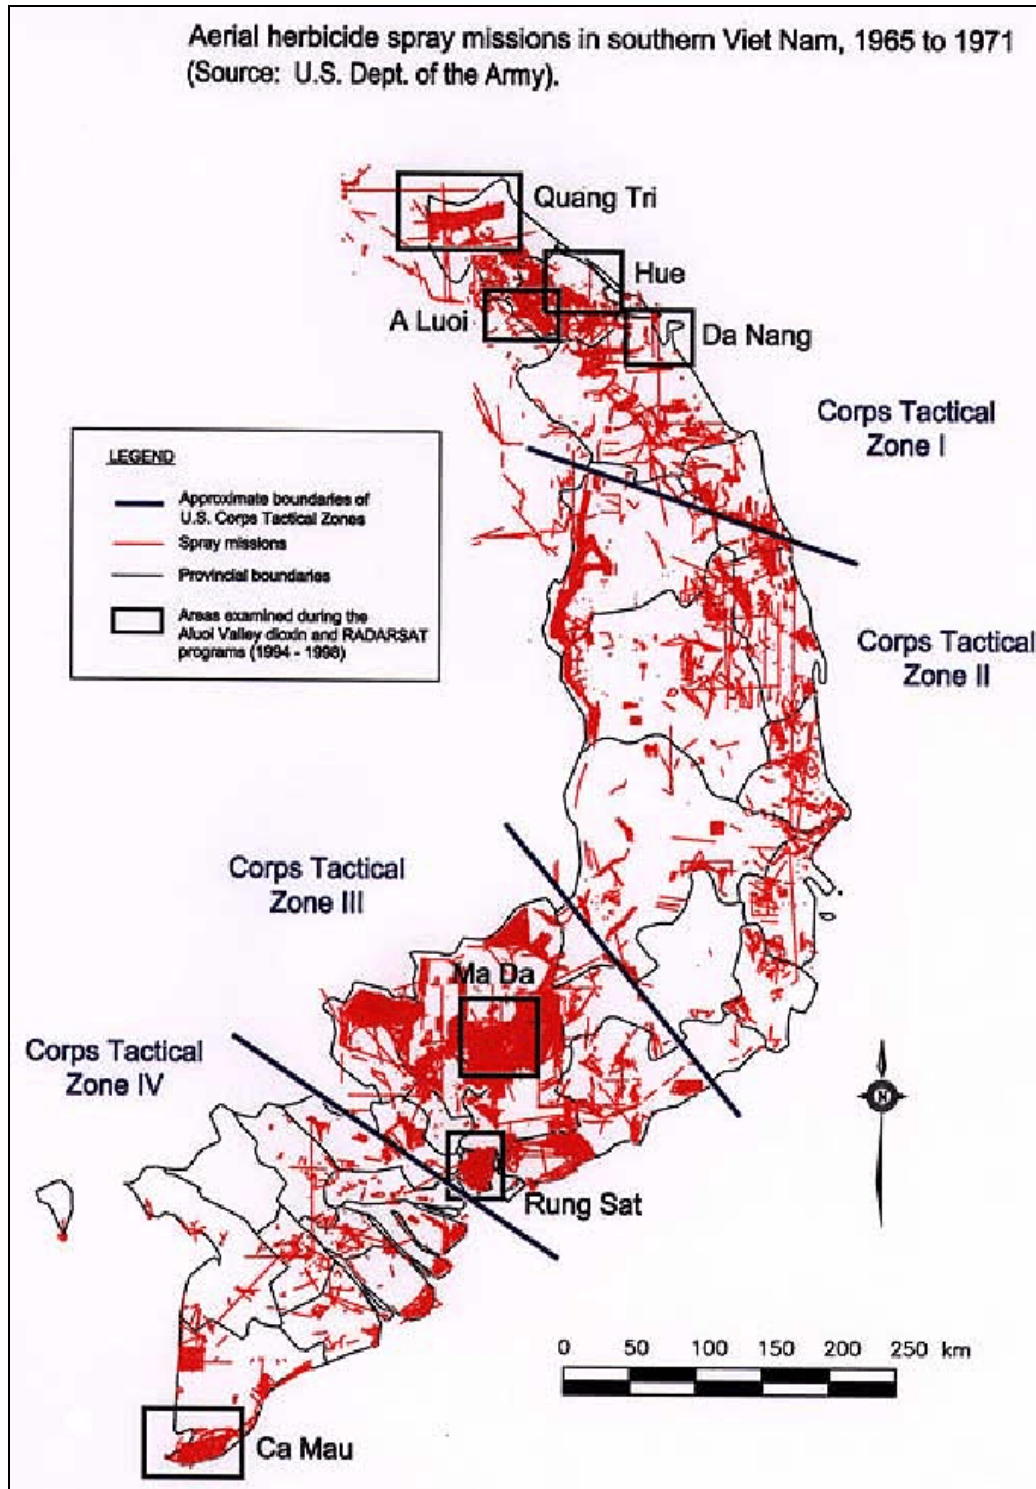 Aerial herbicide spray missions in southern Viet Nam, 1965 to 1971
(Source: U.S. Dept. of the Army).
Quang Tri
Hue
A Luoi
Da Nang
Corps Tactical
Zone I
LEGEND
Approximate boundaries of
U.S. Corps Tactical Zones
Spray missions
Provincial boundaries
Areas examined during the
Aluoi Valley dioxin and RADARSAT
programs (1994 - 1998)
Corps Tactical
Zone II
Corps Tactical
Zone III
Ma Da
Corps Tactical
Zone IV
N
Rung Sat
0 50 100 150 200 250 km
Ca Mau